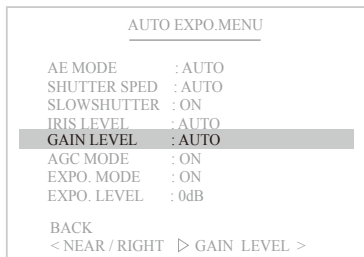 AUTO EXPO.MENU
AE MODE : AUTO
SHUTTER SPED : AUTO
SLOWSHUTTER : ON
IRIS LEVEL : AUTO
GAIN LEVEL : AUTO
AGC MODE : ON
EXPO. MODE : ON
EXPO. LEVEL : 0dB
BACK
< NEAR / RIGHT ▷ GAIN LEVEL >